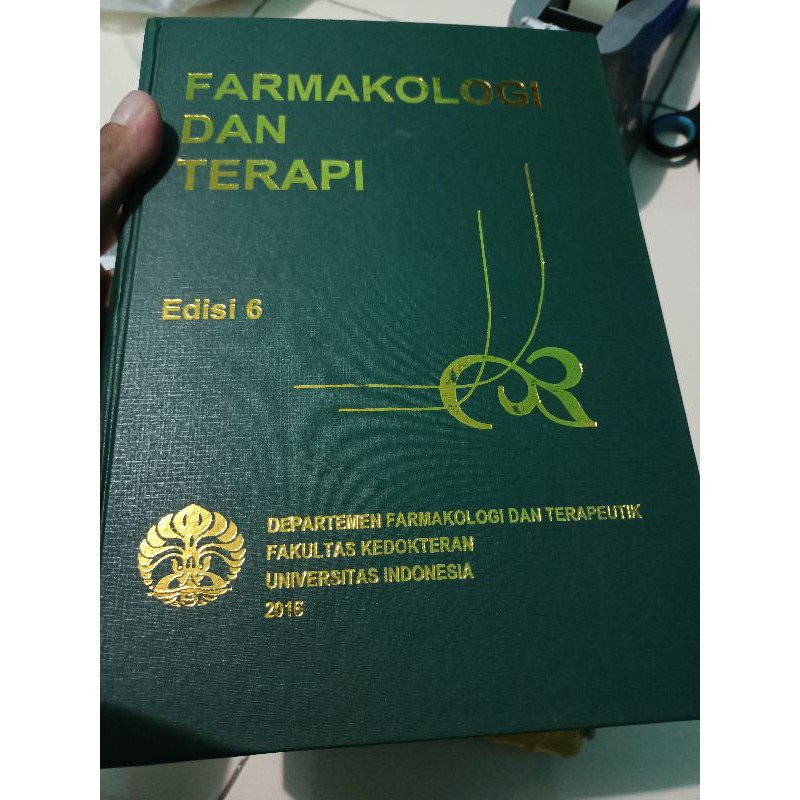 FARMAKOLOGI
DAN
TERAPI
Edisi 6
DEPARTEMEN FARMAKOLOGI DAN TERAPEUTIK
FAKULTAS KEDOKTERAN
UNIVERSITAS INDONESIA
2016